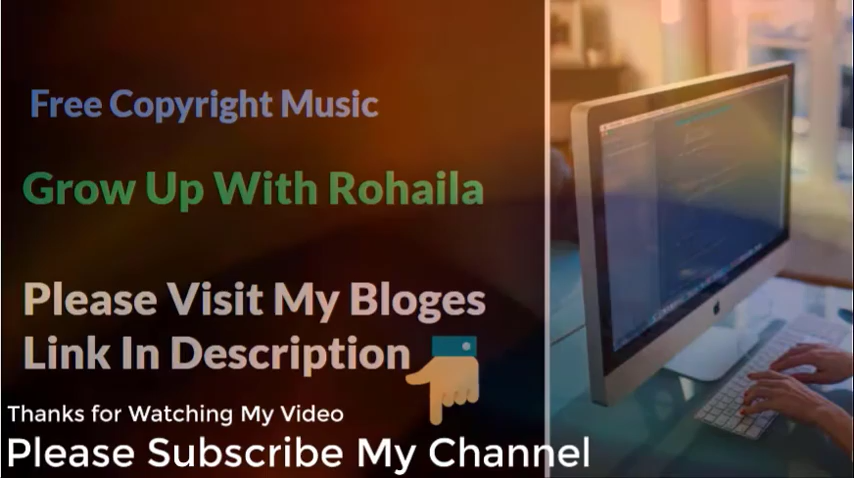 Free Copyright Music
Grow Up With Rohaila
Please Visit My Bloges
Link In Description
Thanks for Watching My Video
Please Subscribe My Channel